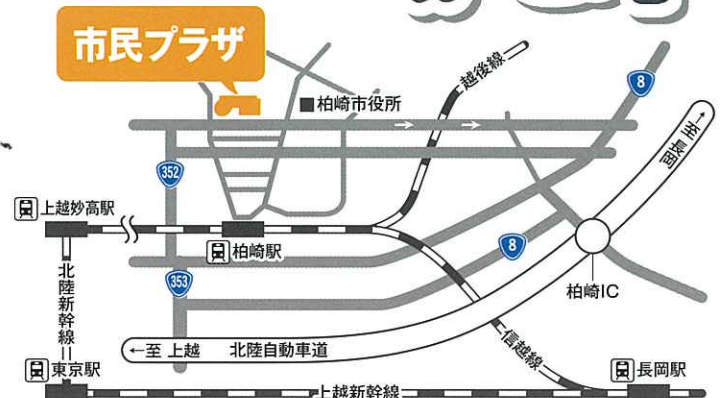 市民プラザ
■柏崎市役所
越後線
8
至 長岡→
352
上越妙高駅
柏崎駅
8
353
北陸新幹線
柏崎IC
←至 上越 北陸自動車道
信越線
東京駅
長岡駅
上越新幹線